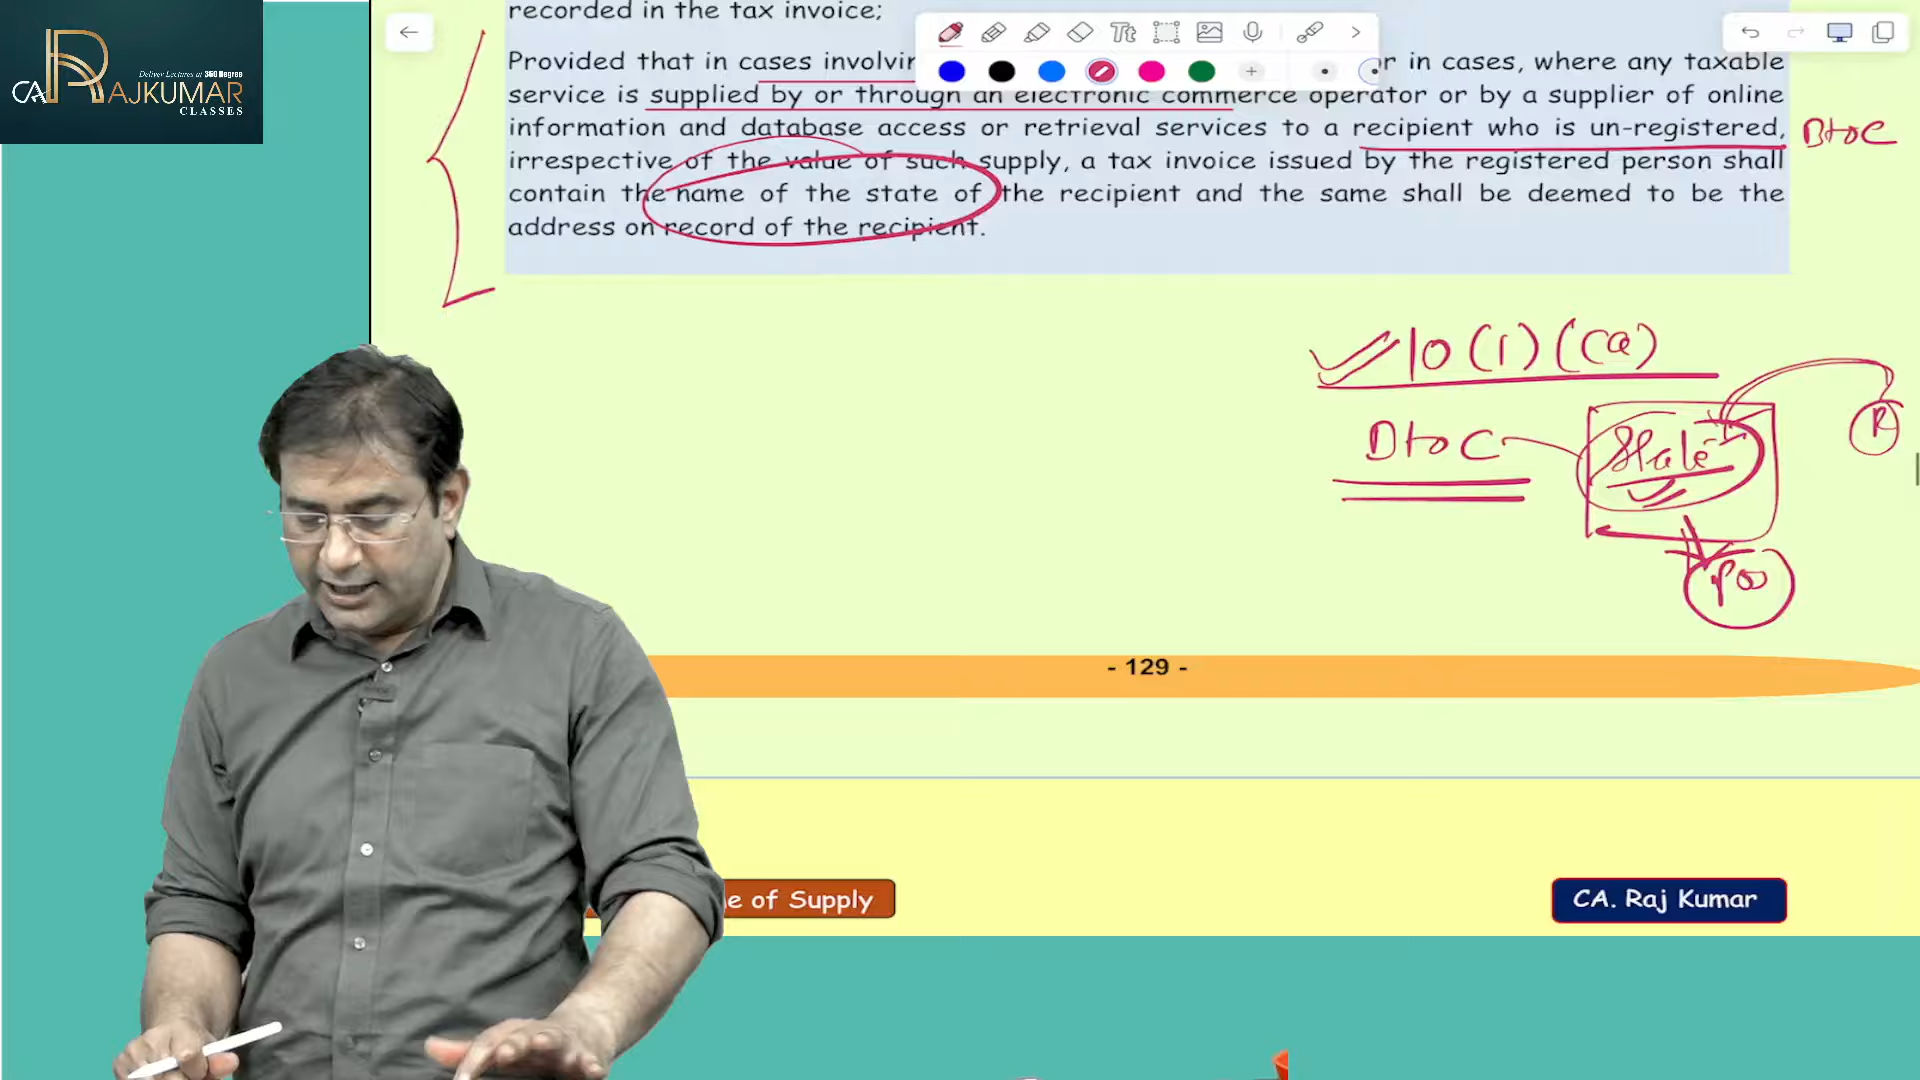 Deliver Lectures at 360 Degree
CA RAJKUMAR
CLASSES
recorded in the tax invoice;
Tt
Provided that in cases involvin r in cases, where any taxable
service is supplied by or through an electronic commerce operator or by a supplier of online
information and database access or retrieval services to a recipient who is un-registered, BtoC
irrespective of the value of such supply, a tax invoice issued by the registered person shall
contain the name of the state of the recipient and the same shall be deemed to be the
address on record of the recipient.
10 (1) (ca)
BtoC State R
POS
- 129 -
e of Supply
CA. Raj Kumar